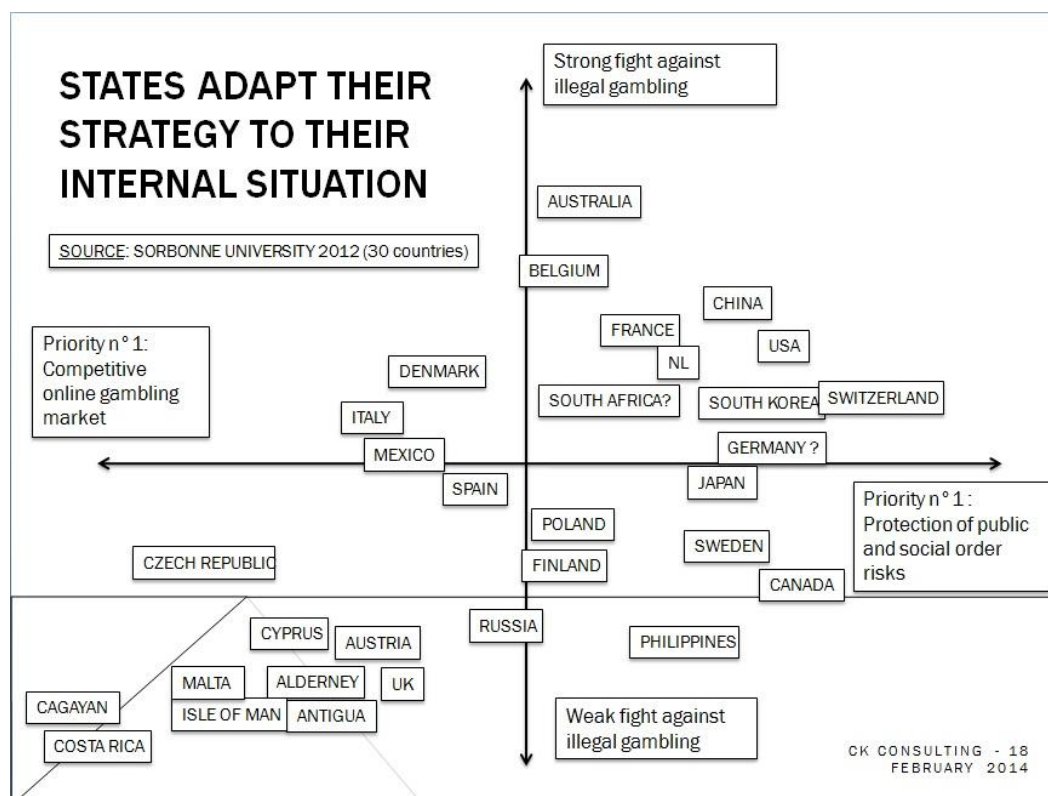 STATES ADAPT THEIR
STRATEGY TO THEIR
INTERNAL SITUATION
SOURCE: SORBONNE UNIVERSITY 2012 (30 countries)
Strong fight against
illegal gambling
AUSTRALIA
BELGIUM
CHINA
FRANCE
USA
NL
Priority n° 1:
Competitive
online gambling
market
DENMARK
SOUTH AFRICA?
SOUTH KOREA
SWITZERLAND
ITALY
MEXICO
GERMANY ?
SPAIN
JAPAN
Priority n° 1 :
Protection of public
and social order
risks
POLAND
SWEDEN
CZECH REPUBLIC
FINLAND
CANADA
CYPRUS
AUSTRIA
RUSSIA
PHILIPPINES
MALTA
ALDERNEY
UK
CAGAYAN
ISLE OF MAN
ANTIGUA
COSTA RICA
Weak fight against
illegal gambling
CK CONSULTING - 18
FEBRUARY 2014